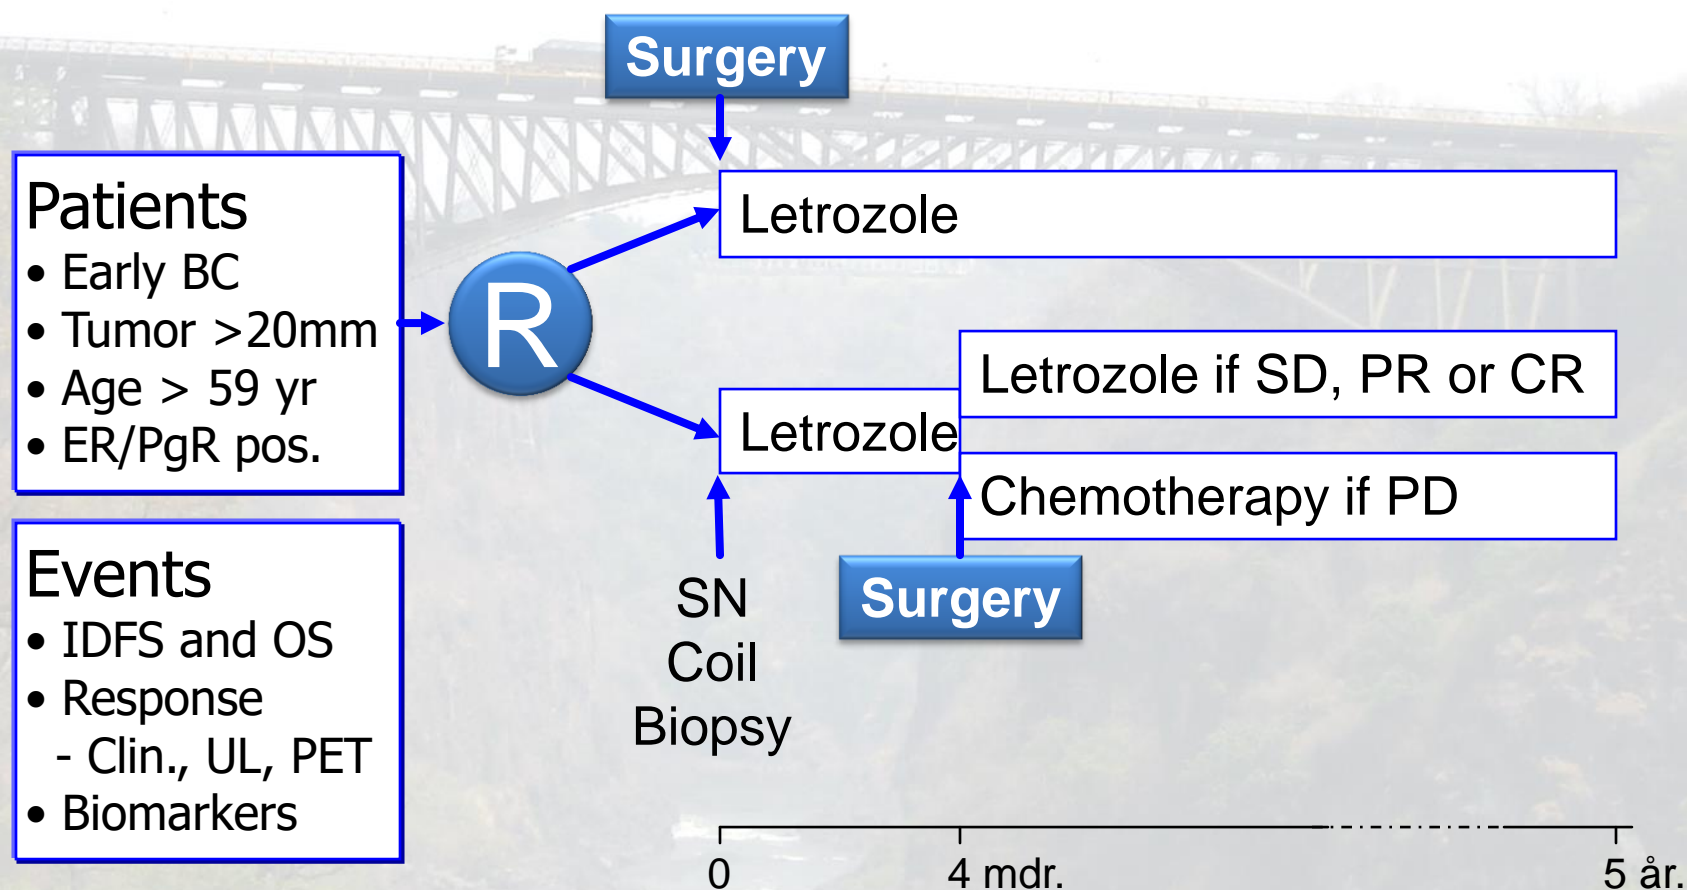 Surgery
Patients
• Early BC
• Tumor >20mm
• Age > 59 yr
• ER/PgR pos.
R
Letrozole
Letrozole
Letrozole if SD, PR or CR
Chemotherapy if PD
Events
• IDFS and OS
• Response
- Clin., UL, PET
• Biomarkers
SN
Coil
Biopsy
Surgery
0
4 mdr.
5 år.